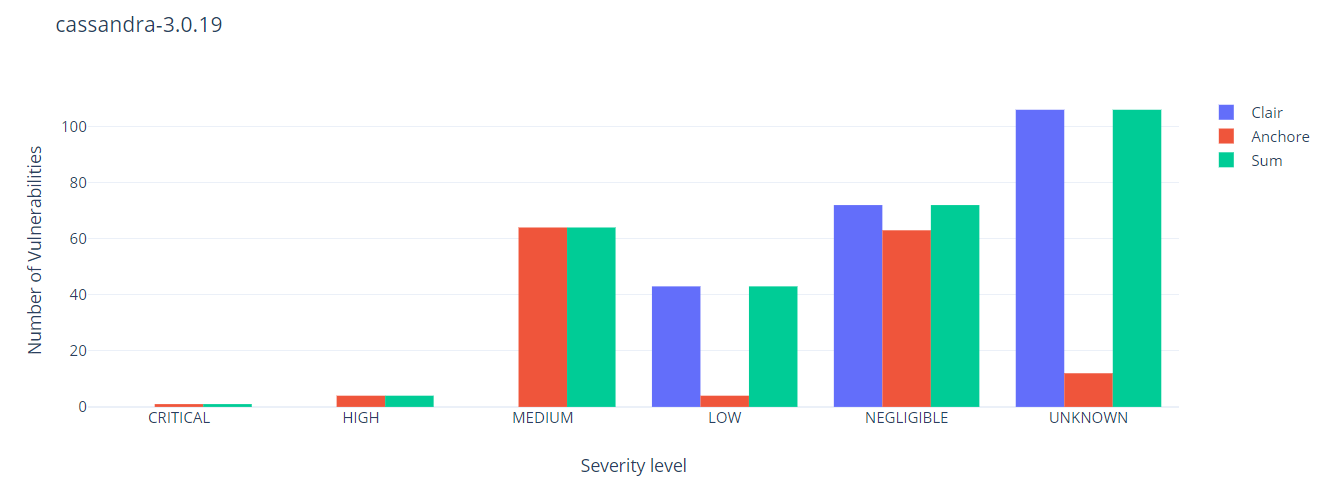 cassandra-3.0.19
Number of Vulnerabilities
100
80
60
40
20
0
CRITICAL HIGH MEDIUM LOW NEGLIGIBLE UNKNOWN
Severity level
Clair
Anchore
Sum